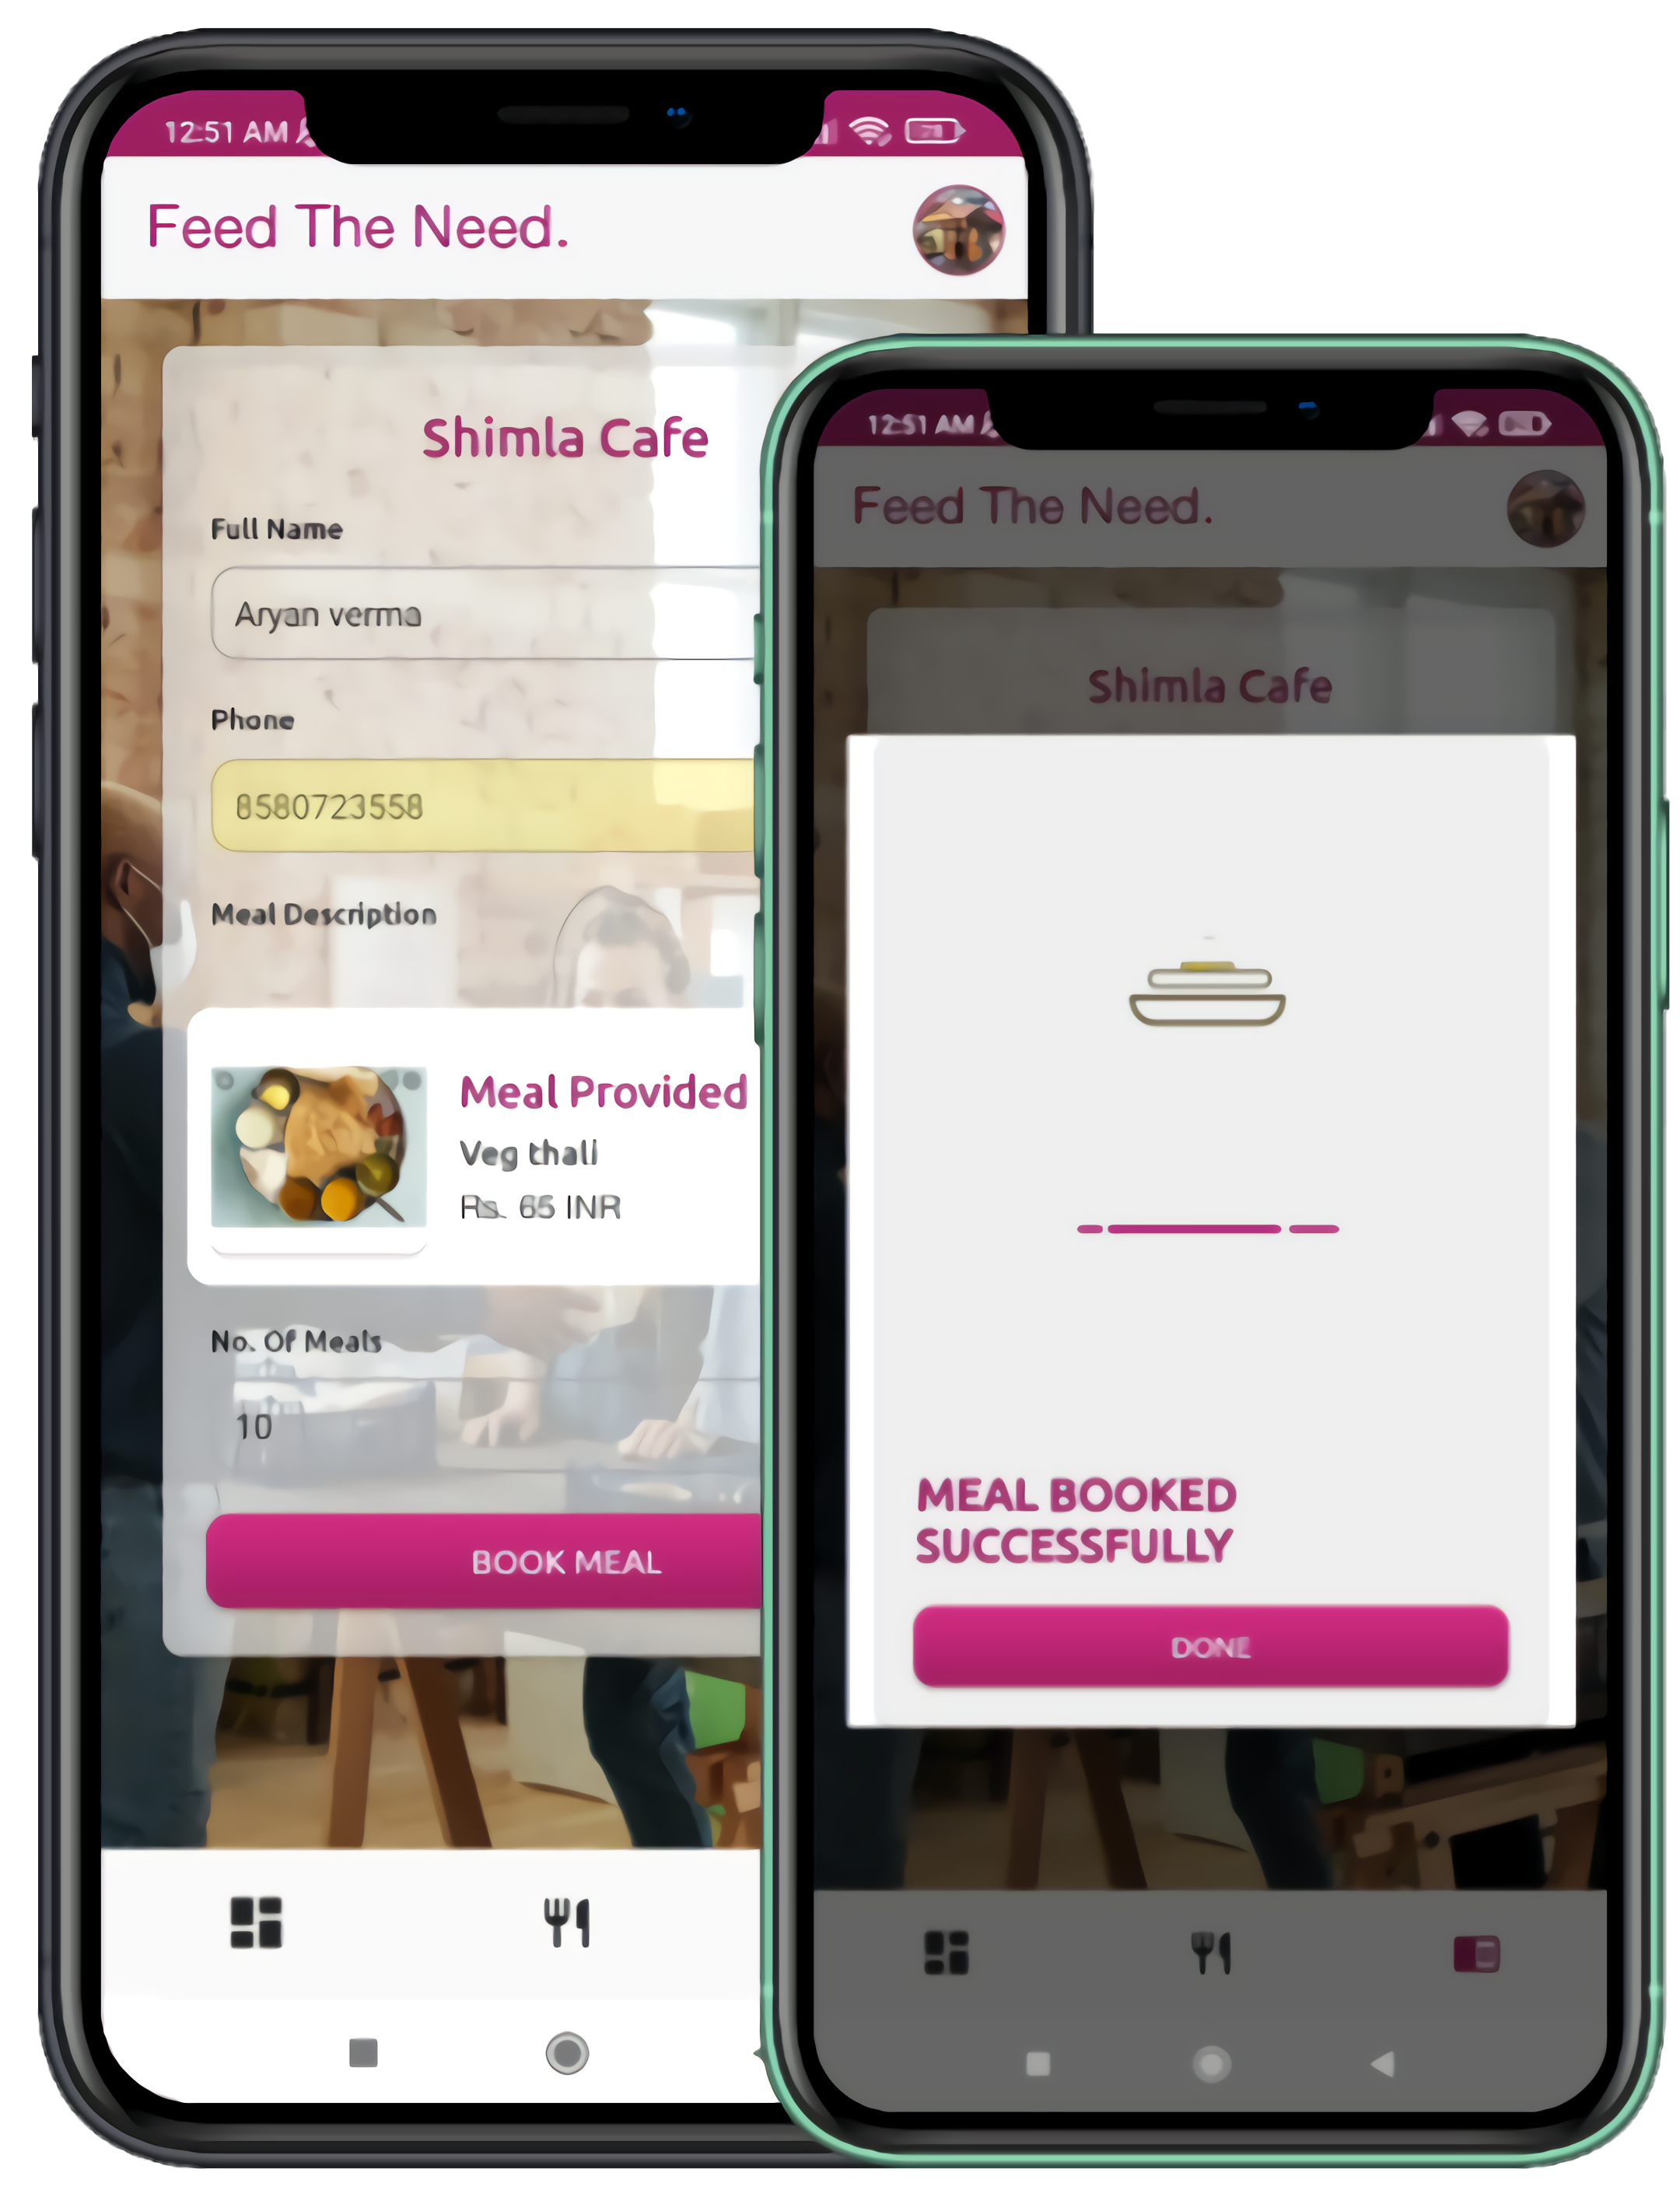 12:51 AM
Feed The Need.
Shimla Cafe
Full Name
Aryan verma
Phone
8580723558
Meal Description
Meal Provided
Veg thali
Rs. 65 INR
No. Of Meals
10
BOOK MEAL
12:51 AM
Feed The Need.
Shimla Cafe
MEAL BOOKED
SUCCESSFULLY
DONE